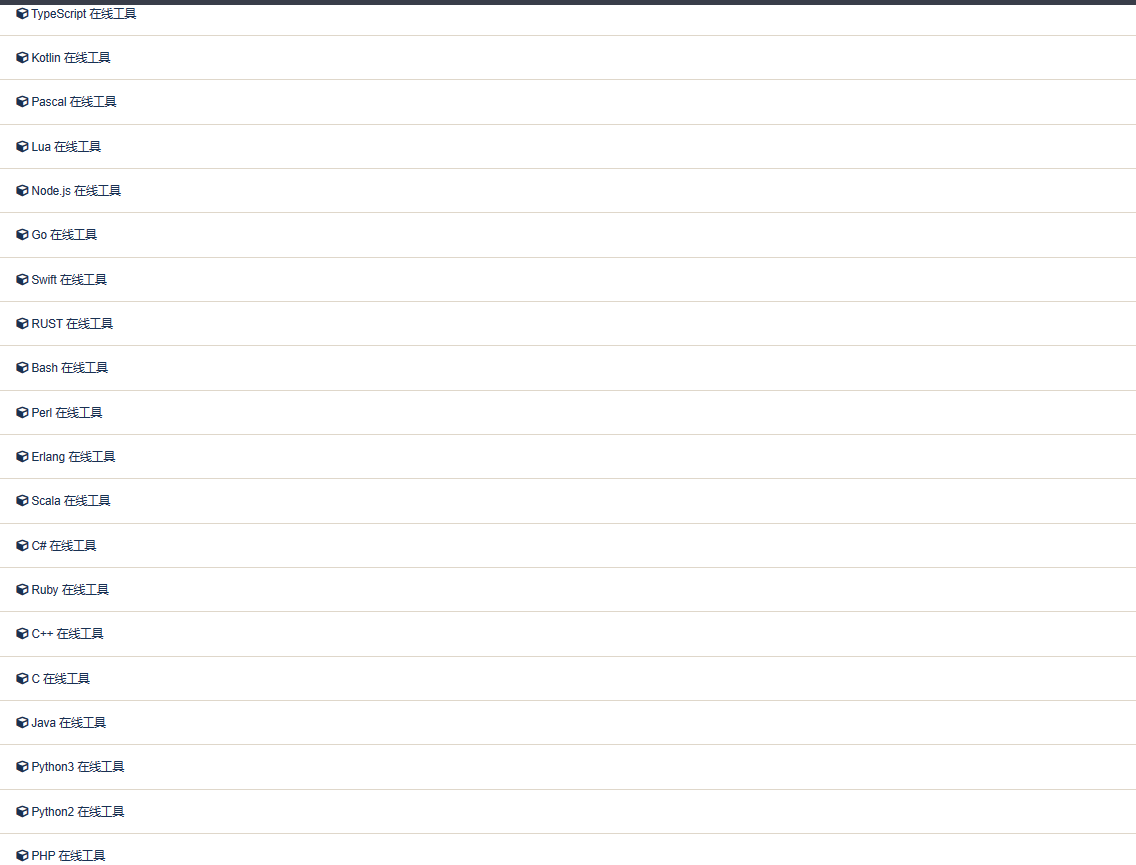 TypeScript 在线工具
Kotlin 在线工具
Pascal 在线工具
Lua 在线工具
Node.js 在线工具
Go 在线工具
Swift 在线工具
RUST 在线工具
Bash 在线工具
Perl 在线工具
Erlang 在线工具
Scala 在线工具
C# 在线工具
Ruby 在线工具
C++ 在线工具
C 在线工具
Java 在线工具
Python3 在线工具
Python2 在线工具
PHP 在线工具